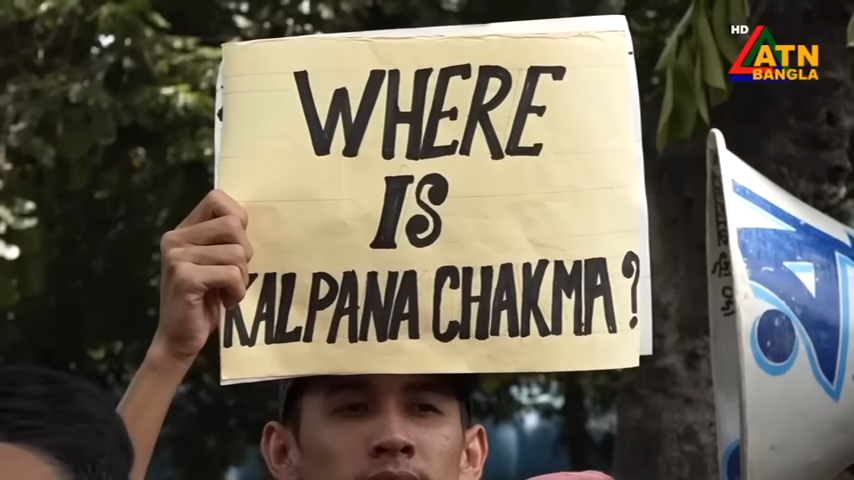 WHERE
IS
KALPANA CHAKMA?
HD
ATN
BANGLA